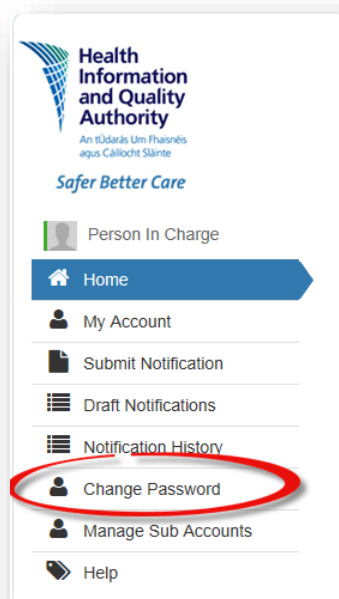 Health
Information
and Quality
Authority
An tÚdarás Um Fhaisnéis
agus Cáilíocht Sláinte
Safer Better Care
Person In Charge
Home
My Account
Submit Notification
Draft Notifications
Notification History
Change Password
Manage Sub Accounts
Help